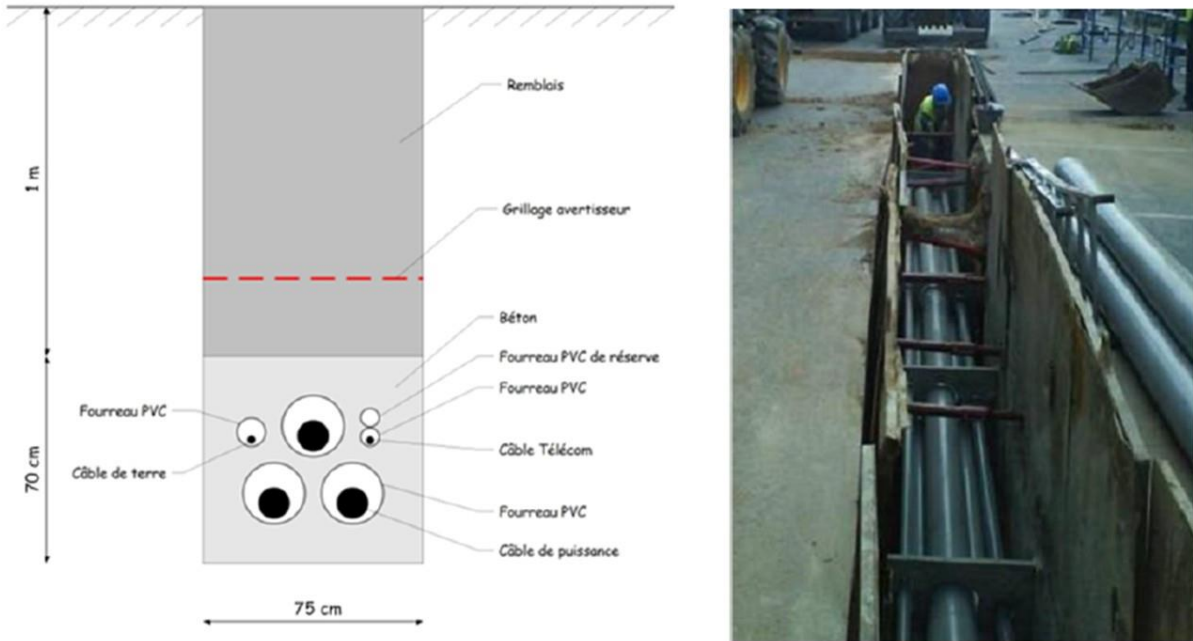 Remblais
1 m
Grillage avertisseur
Béton
Fourreau PVC de réserve
Fourreau PVC
Fourreau PVC
Câble Télécom
Câble de terre
70 cm
Fourreau PVC
Câble de puissance
75 cm